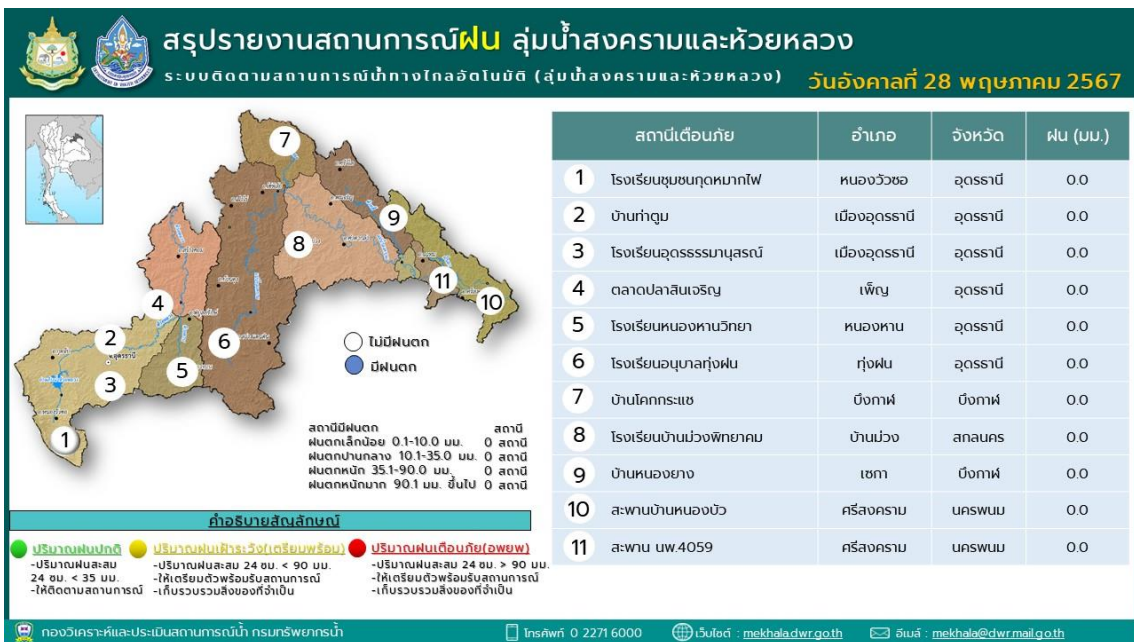 สรุปรายงานสถานการณ์ฝน ลุ่มน้ำสงครามและห้วยหลวง
ระบบติดตามสถานการณ์น้ำทางไกลอัตโนมัติ (ลุ่มน้ำสงครามและห้วยหลวง)
วันอังคารที่ 28 พฤษภาคม 2567
7
9
8
11
10
4
6
2
5
3
1
ไม่มีฝนตก
มีฝนตก
สถานีมีฝนตก สถานี
ฝนตกเล็กน้อย 0.1-10.0 มม. 0 สถานี
ฝนตกปานกลาง 10.1-35.0 มม. 0 สถานี
ฝนตกหนัก 35.1-90.0 มม. 0 สถานี
ฝนตกหนักมาก 90.1 มม. ขึ้นไป 0 สถานี
สถานีเตือนภัย อำเภอ จังหวัด ฝน (มม.)
1 โรงเรียนชุมชนกุดหมากไฟ หนองวัวซอ อุดรธานี 0.0
2 บ้านท่าตูม เมืองอุดรธานี อุดรธานี 0.0
3 โรงเรียนอุดรธรรมานุสรณ์ เมืองอุดรธานี อุดรธานี 0.0
4 ตลาดปลาสินเจริญ เพ็ญ อุดรธานี 0.0
5 โรงเรียนหนองหานวิทยา หนองหาน อุดรธานี 0.0
6 โรงเรียนอนุบาลทุ่งฝน ทุ่งฝน อุดรธานี 0.0
7 บ้านโคกกระแซ บึงกาฬ บึงกาฬ 0.0
8 โรงเรียนบ้านม่วงพิทยาคม บ้านม่วง สกลนคร 0.0
9 บ้านหนองยาง เซกา บึงกาฬ 0.0
10 สะพานบ้านหนองบัว ศรีสงคราม นครพนม 0.0
11 สะพาน นพ.4059 ศรีสงคราม นครพนม 0.0
คำอธิบายสัญลักษณ์
ปริมาณฝนปกติ
-ปริมาณฝนสะสม
24 ชม. < 35 มม.
-ให้ติดตามสถานการณ์
ปริมาณฝนเฝ้าระวัง(เตรียมพร้อม)
-ปริมาณฝนสะสม 24 ชม. < 90 มม.
-ให้เตรียมตัวพร้อมรับสถานการณ์
-เก็บรวบรวมสิ่งของที่จำเป็น
ปริมาณฝนเตือนภัย(อพยพ)
-ปริมาณฝนสะสม 24 ชม. > 90 มม.
-ให้เตรียมตัวพร้อมรับสถานการณ์
-เก็บรวบรวมสิ่งของที่จำเป็น
กองวิเคราะห์และประเมินสถานการณ์น้ำ กรมทรัพยากรน้ำ โทรศัพท์ 0 2271 6000 เว็บไซต์ : mekhala.dwr.go.th อีเมล์ : mekhala@dwr.mail.go.th